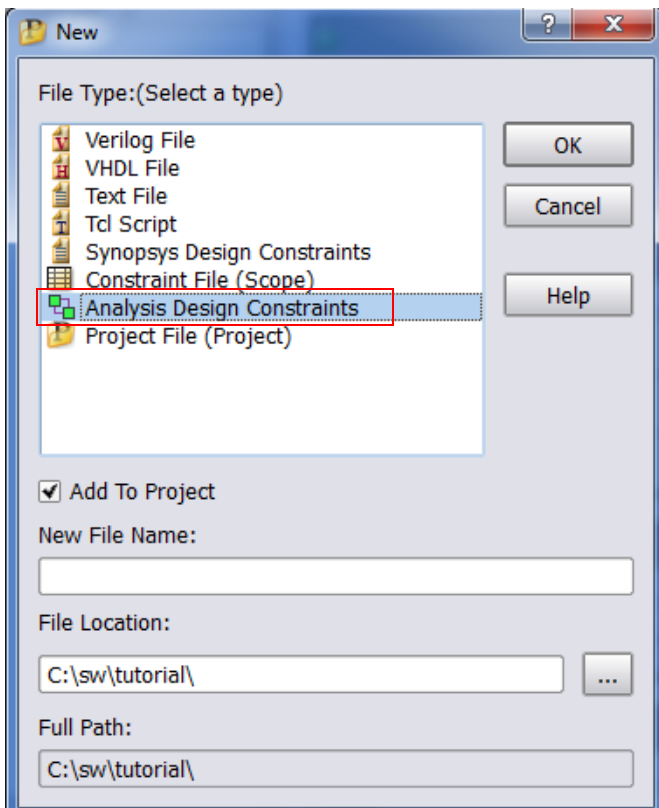 New
File Type:(Select a type)
Verilog File
VHDL File
Text File
Tcl Script
Synopsys Design Constraints
Constraint File (Scope)
Analysis Design Constraints
Project File (Project)
OK
Cancel
Help
Add To Project
New File Name:
File Location:
C:\sw\tutorial\
...
Full Path:
C:\sw\tutorial\